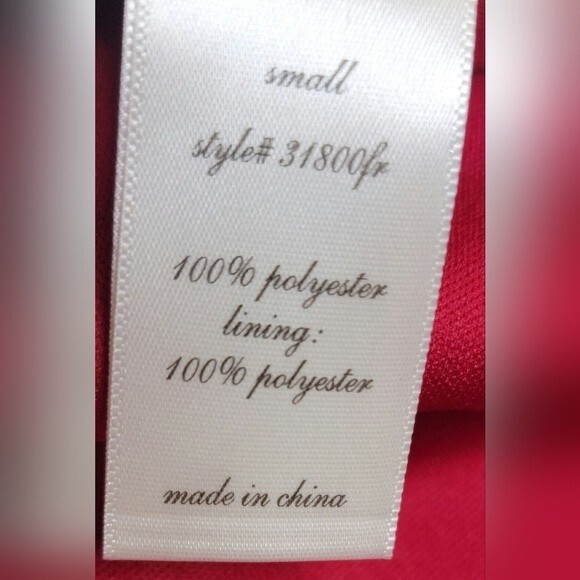 small
style# 31800fr
100% polyester
lining:
100% polyester
made in china